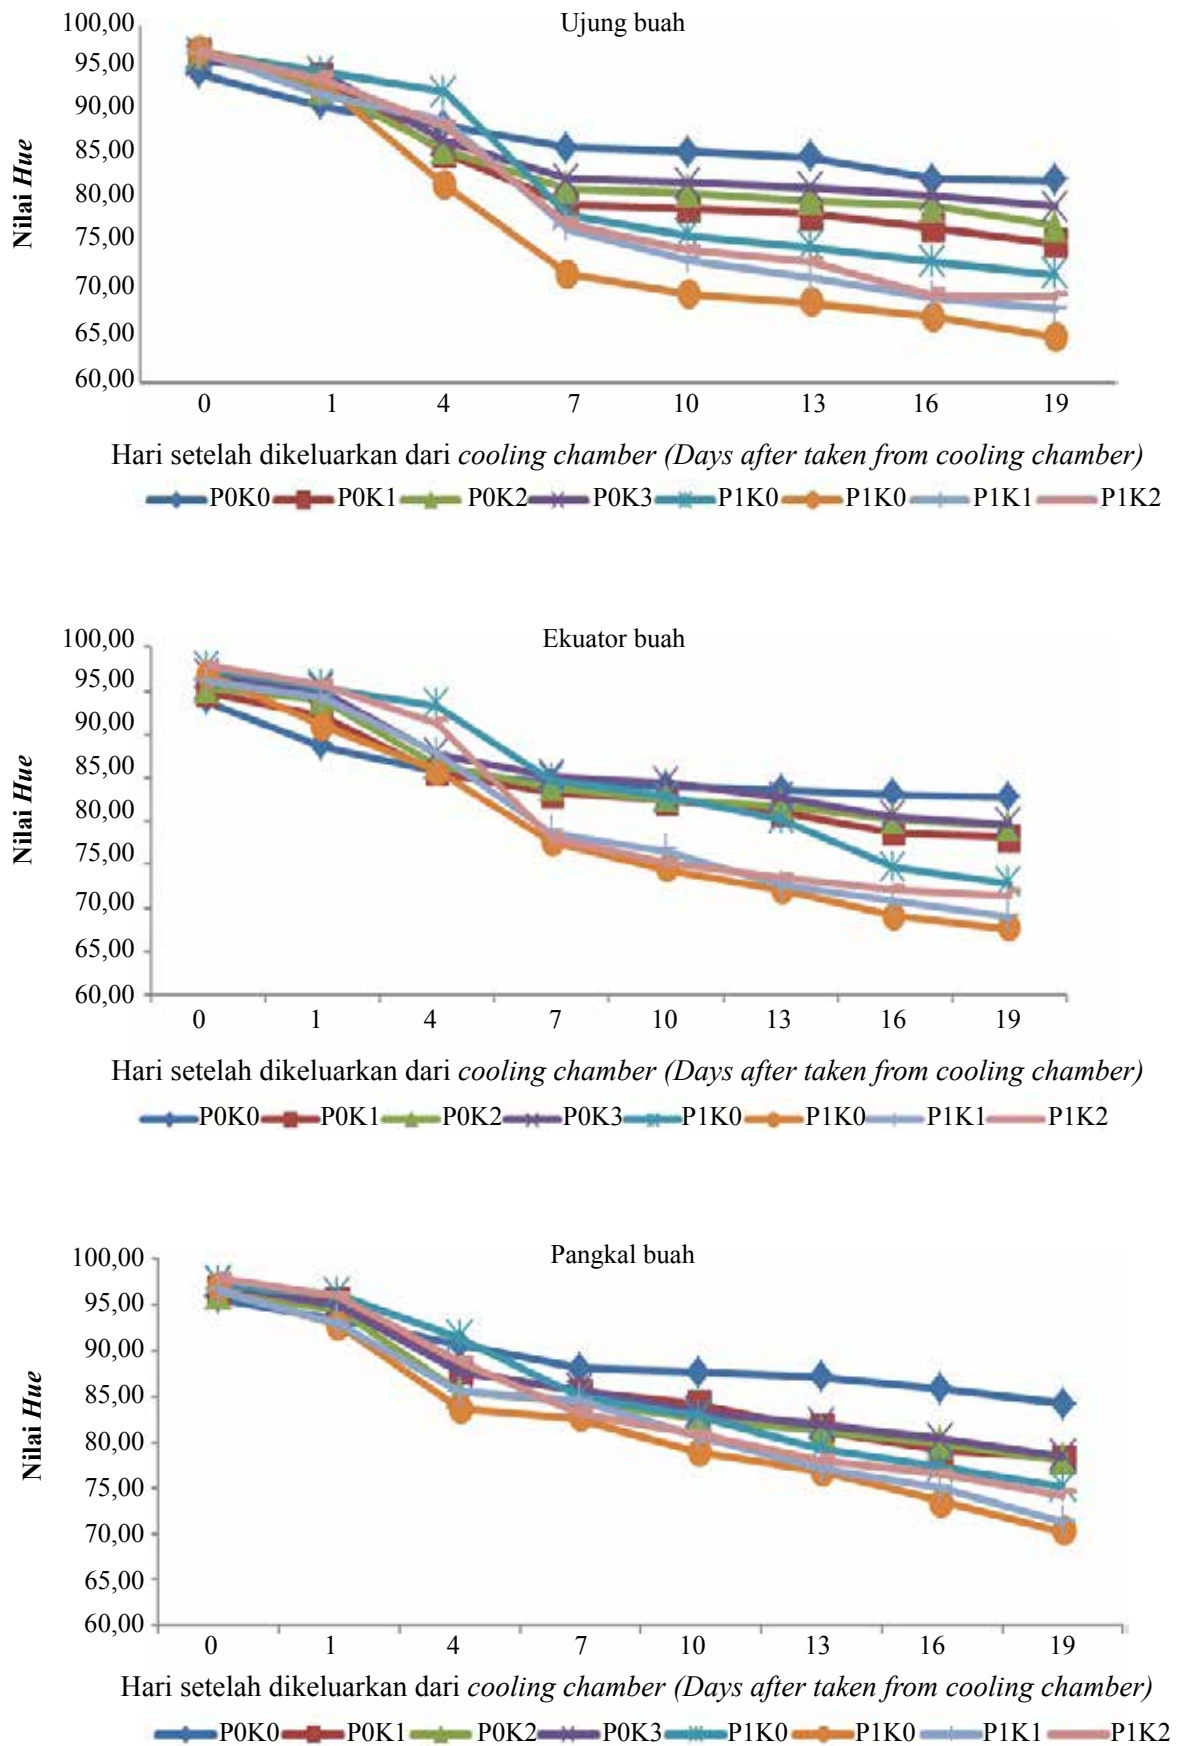 Ujung buah
Nilai Hue
100,00
95,00
90,00
85,00
80,00
75,00
70,00
65,00
60,00
0 1 4 7 10 13 16 19
Hari setelah dikeluarkan dari cooling chamber (Days after taken from cooling chamber)
P0K0 P0K1 P0K2 P0K3 P1K0 P1K0 P1K1 P1K2
Ekuator buah
Nilai Hue
100,00
95,00
90,00
85,00
80,00
75,00
70,00
65,00
60,00
0 1 4 7 10 13 16 19
Hari setelah dikeluarkan dari cooling chamber (Days after taken from cooling chamber)
P0K0 P0K1 P0K2 P0K3 P1K0 P1K0 P1K1 P1K2
Pangkal buah
Nilai Hue
100,00
95,00
90,00
85,00
80,00
75,00
70,00
65,00
60,00
0 1 4 7 10 13 16 19
Hari setelah dikeluarkan dari cooling chamber (Days after taken from cooling chamber)
P0K0 P0K1 P0K2 P0K3 P1K0 P1K0 P1K1 P1K2